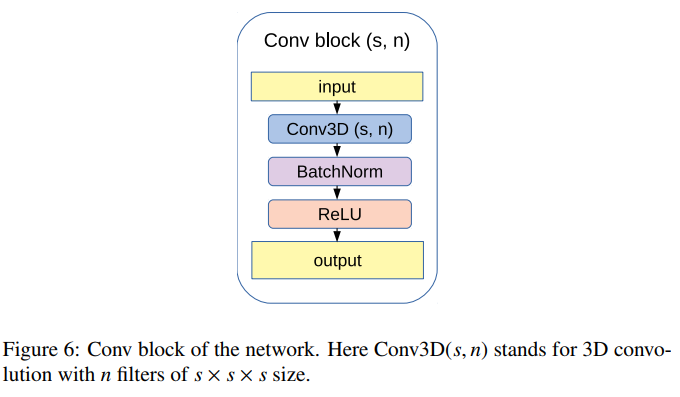 Conv block (s, n)
input
Conv3D (s, n)
BatchNorm
ReLU
output
Figure 6: Conv block of the network. Here Conv3D(s, n) stands for 3D convo-
lution with n filters of s × s × s size.